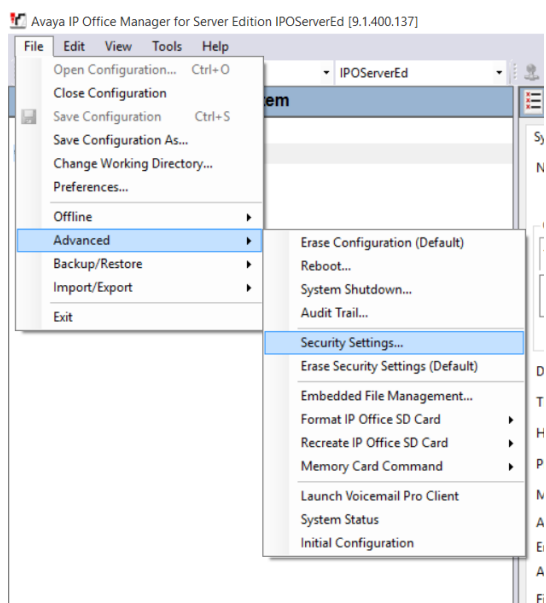 Avaya IP Office Manager for Server Edition IPOServerEd [9.1.400.137]
File Edit View Tools Help
Open Configuration... Ctrl+O
IPOServerEd
Close Configuration
Save Configuration Ctrl+S
Save Configuration As...
Change Working Directory...
Preferences...
Offline
Advanced
Backup/Restore
Import/Export
Exit
Erase Configuration (Default)
Reboot...
System Shutdown...
Audit Trail...
Security Settings...
Erase Security Settings (Default)
Embedded File Management...
Format IP Office SD Card
Recreate IP Office SD Card
Memory Card Command
Launch Voicemail Pro Client
System Status
Initial Configuration